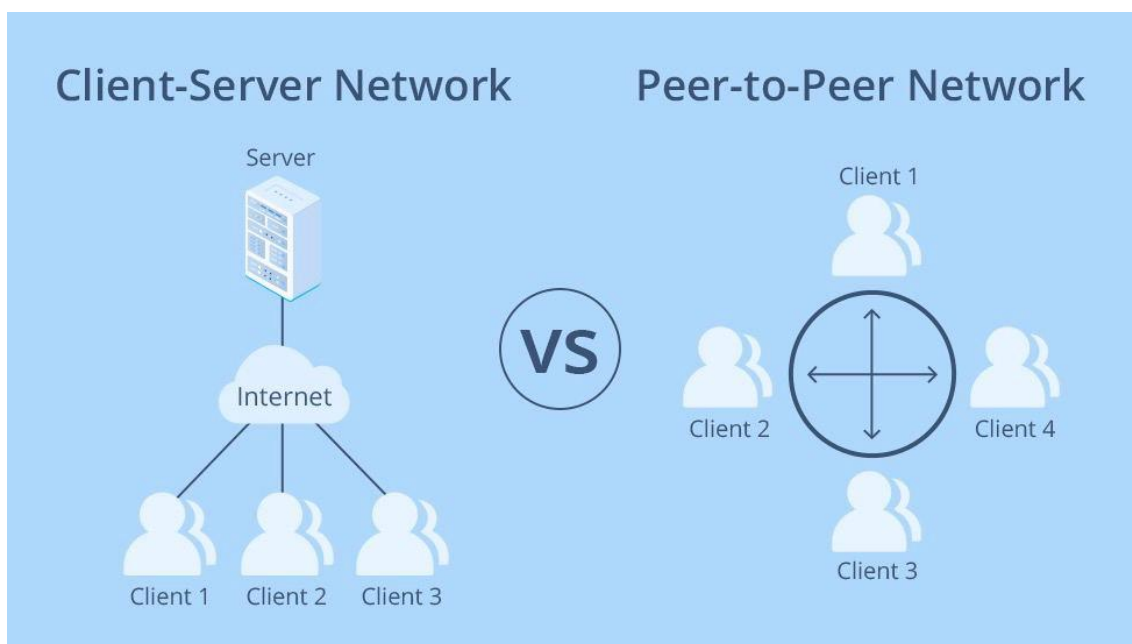 Client-Server Network
Server
Internet
Client 1
Client 2
Client 3
VS
Peer-to-Peer Network
Client 1
Client 2
Client 4
Client 3